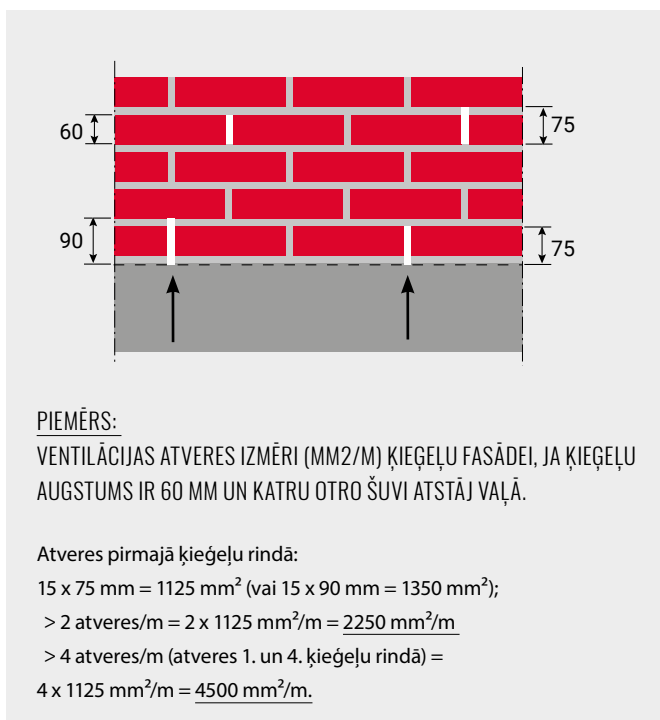 60
75
90
75
PIEMĒRS:
VENTILĀCIJAS ATVERES IZMĒRI (MM2/M) ĶIEĢEĻU FASĀDEI, JA ĶIEĢEĻU
AUGSTUMS IR 60 MM UN KATRU OTRO ŠUVI ATSTĀJ VAĻĀ.
Atveres pirmajā ķieģeļu rindā:
15 x 75 mm = 1125 mm² (vai 15 x 90 mm = 1350 mm²);
> 2 atveres/m = 2 x 1125 mm²/m = 2250 mm²/m
> 4 atveres/m (atveres 1. un 4. ķieģeļu rindā) =
4 x 1125 mm²/m = 4500 mm²/m.